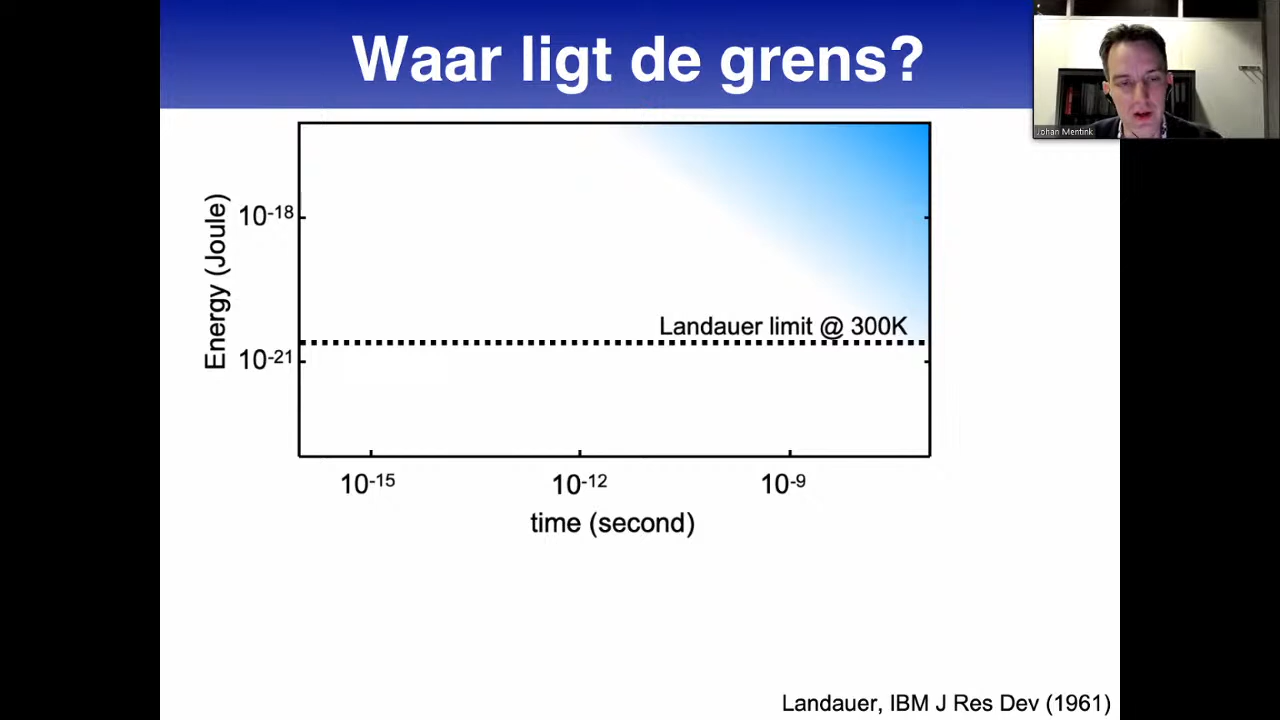 Waar ligt de grens?
Johan Mentink
Energy (Joule)
10-18
10-21
Landauer limit @ 300K
10-15
10-12
10-9
time (second)
Landauer, IBM J Res Dev (1961)